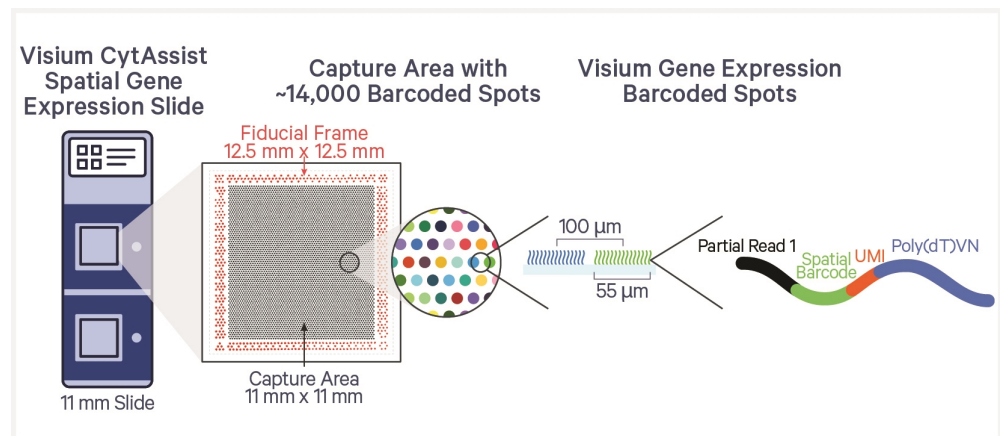 Visium CytAssist
Spatial Gene
Expression Slide
Capture Area with
~14,000 Barcoded Spots
Visium Gene Expression
Barcoded Spots
Fiducial Frame
12.5 mm x 12.5 mm
100 µm
55 µm
Partial Read 1
Spatial
Barcode
UMI
Poly(dT)VN
Capture Area
11 mm x 11 mm
11 mm Slide